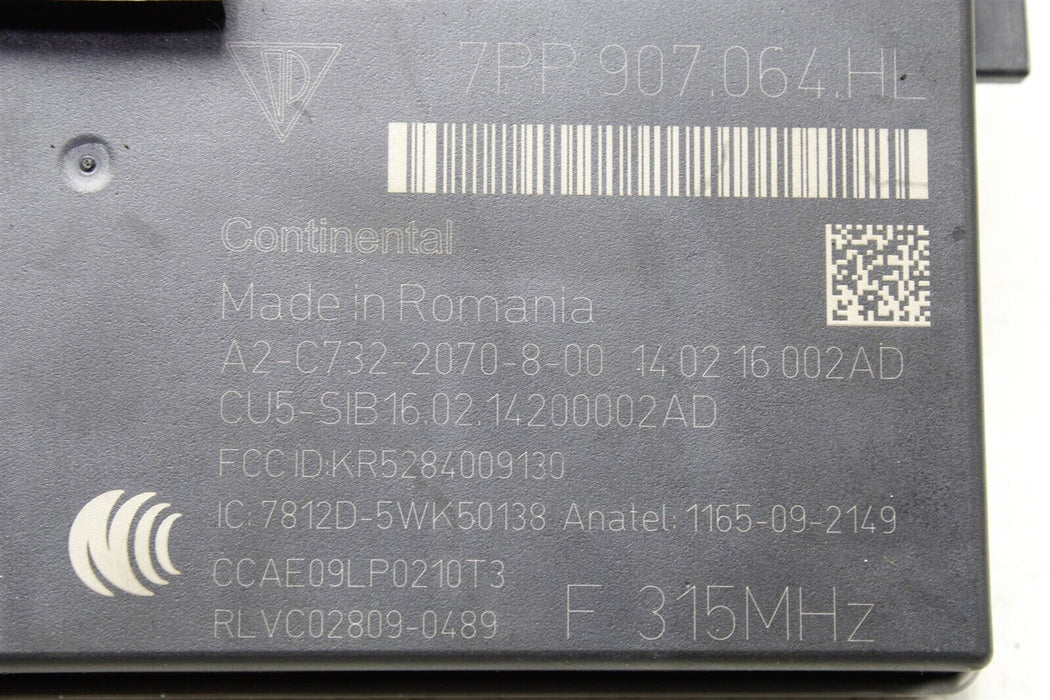 7PP.907.064.HL
Continental
Made in Romania
A2-C732-2070-8-00 14 02 16 002AD
CU5-SIB16.02.14200002AD
FCC ID:KR5284009130
IC: 7812D-5WK50138 Anatel: 1165-09-2149
CCAE09LP0210T3
RLVC02809-0489
F 315MHz